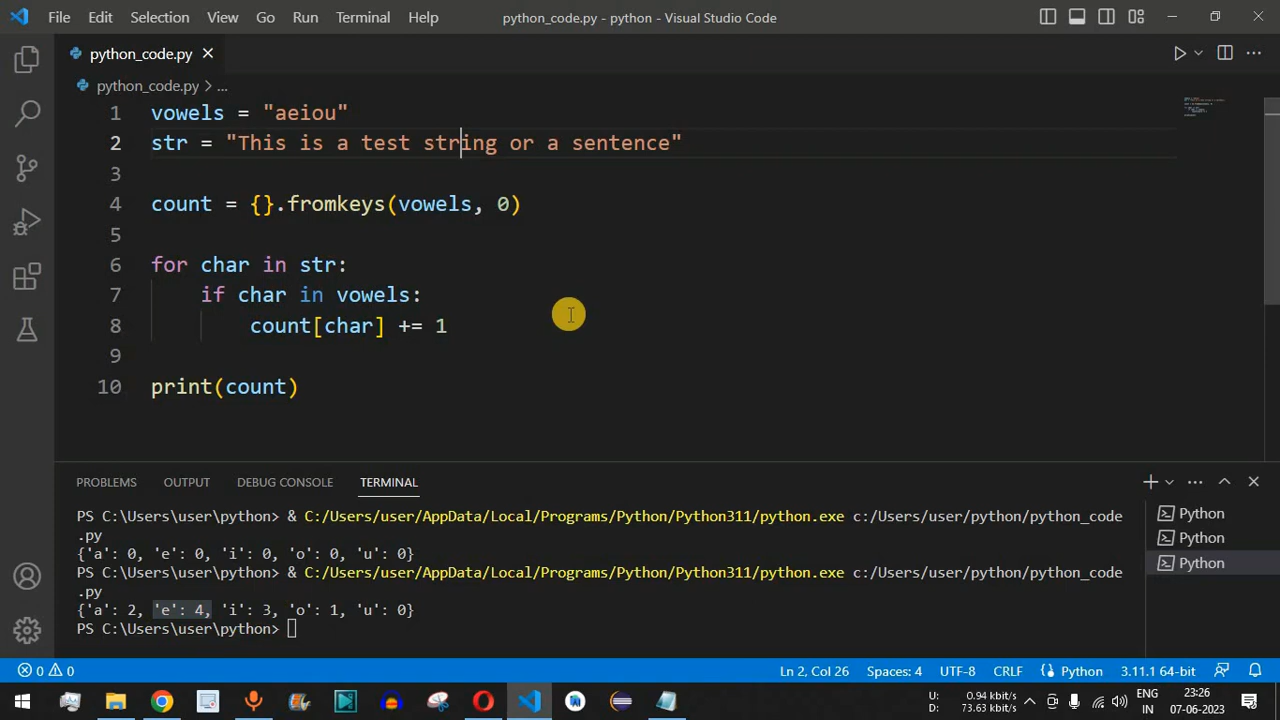 File Edit Selection View Go Run Terminal Help python_code.py - python - Visual Studio Code
python_code.py
python_code.py > ...
1 vowels = "aeiou"
2 str = "This is a test string or a sentence"
3
4 count = {}.fromkeys(vowels, 0)
5
6 for char in str:
7 if char in vowels:
8 count[char] += 1
9
10 print(count)
PROBLEMS OUTPUT DEBUG CONSOLE TERMINAL
PS C:\Users\user\python> & C:/Users/user/AppData/Local/Programs/Python/Python311/python.exe c:/Users/user/python/python_code
.py
{'a': 0, 'e': 0, 'i': 0, 'o': 0, 'u': 0}
PS C:\Users\user\python> & C:/Users/user/AppData/Local/Programs/Python/Python311/python.exe c:/Users/user/python/python_code
.py
{'a': 2, 'e': 4, 'i': 3, 'o': 1, 'u': 0}
PS C:\Users\user\python>
Python
Python
Python
0 0 Ln 2, Col 26 Spaces: 4 UTF-8 CRLF Python 3.11.1 64-bit
U: 0.94 kB/s
D: 73.63 kB/s
ENG
IN
23:26
07-06-2023